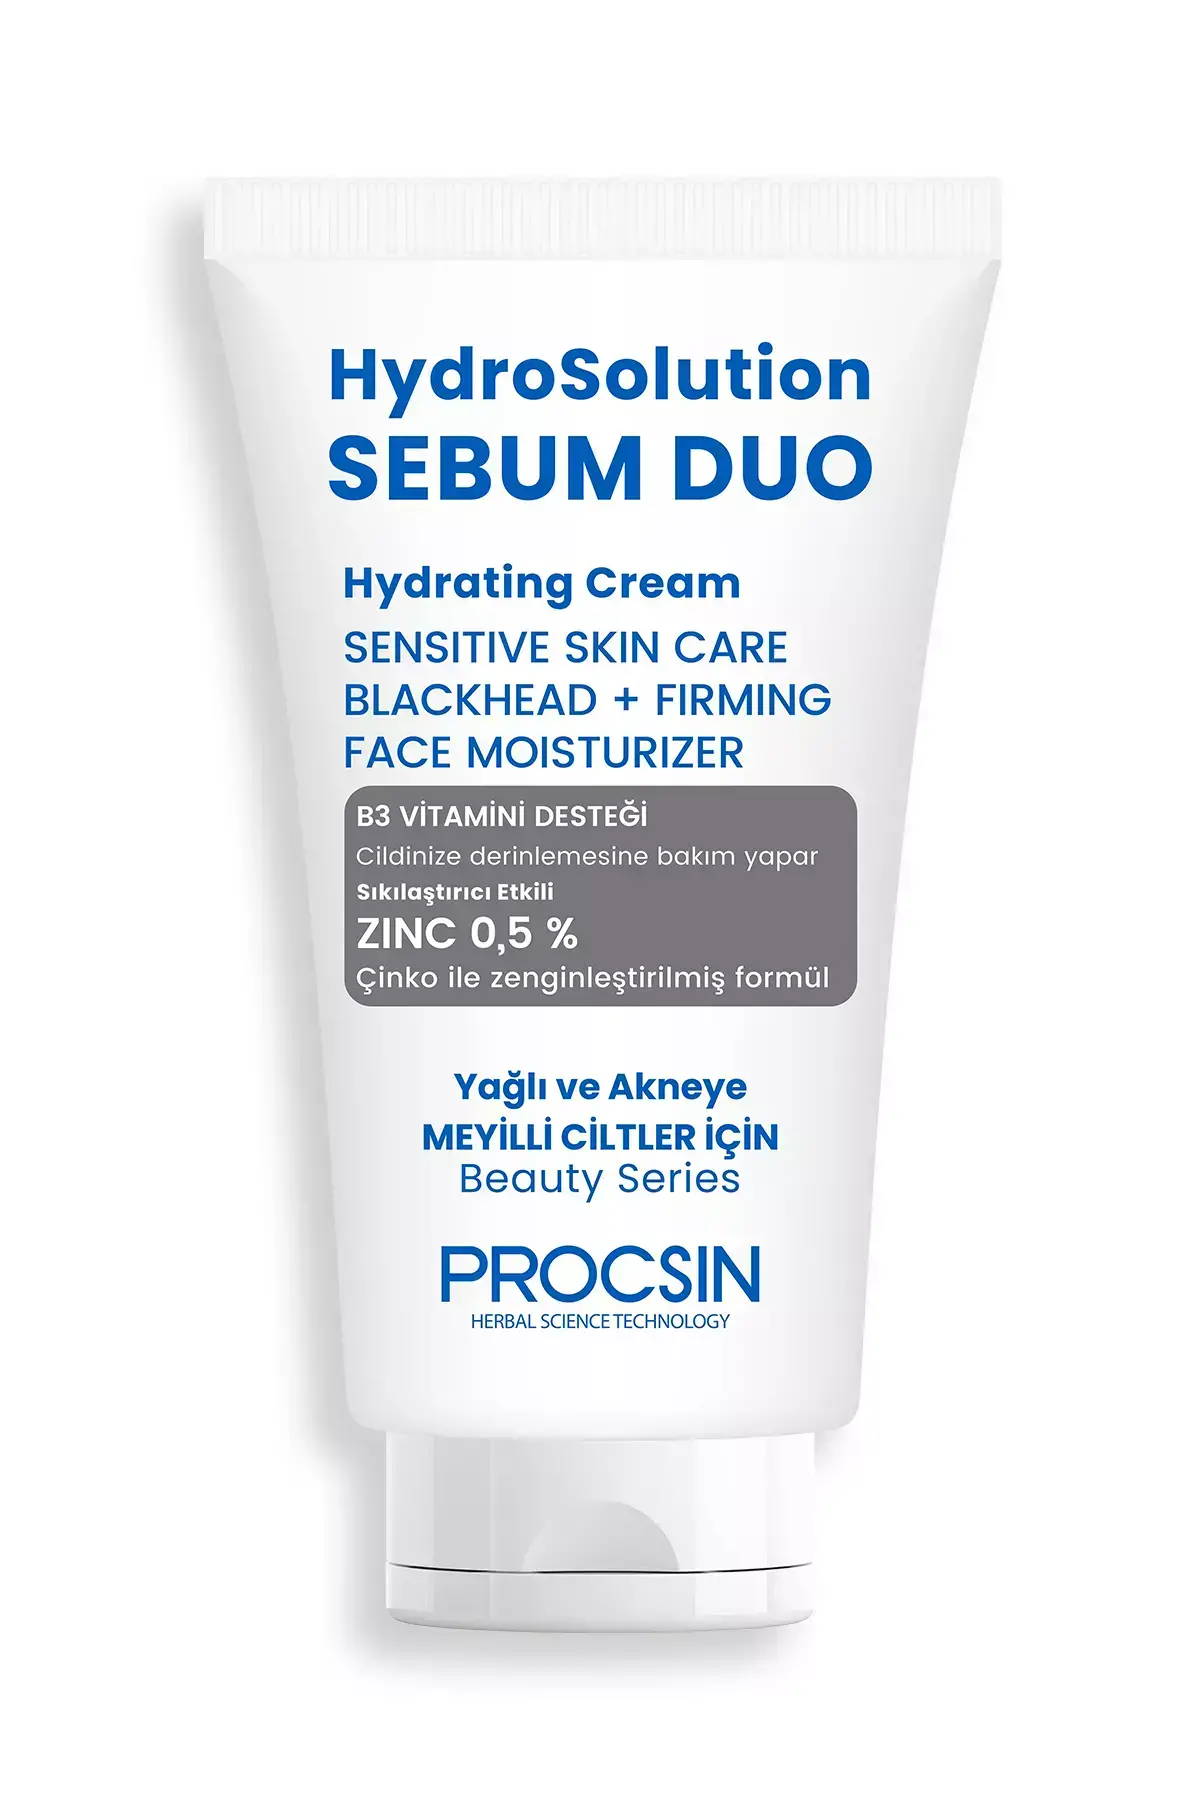 HydroSolution
SEBUM DUO
Hydrating Cream
SENSITIVE SKIN CARE
BLACKHEAD + FIRMING
FACE MOISTURIZER
B3 VİTAMİNİ DESTEĞİ
Cildinize derinlemesine bakım yapar
Sıkılaştırıcı Etkili
ZINC 0,5 %
Çinko ile zenginleştirilmiş formül
Yağlı ve Akneye
MEYİLLİ CİLTLER İÇİN
Beauty Series
PROCSIN
HERBAL SCIENCE TECHNOLOGY